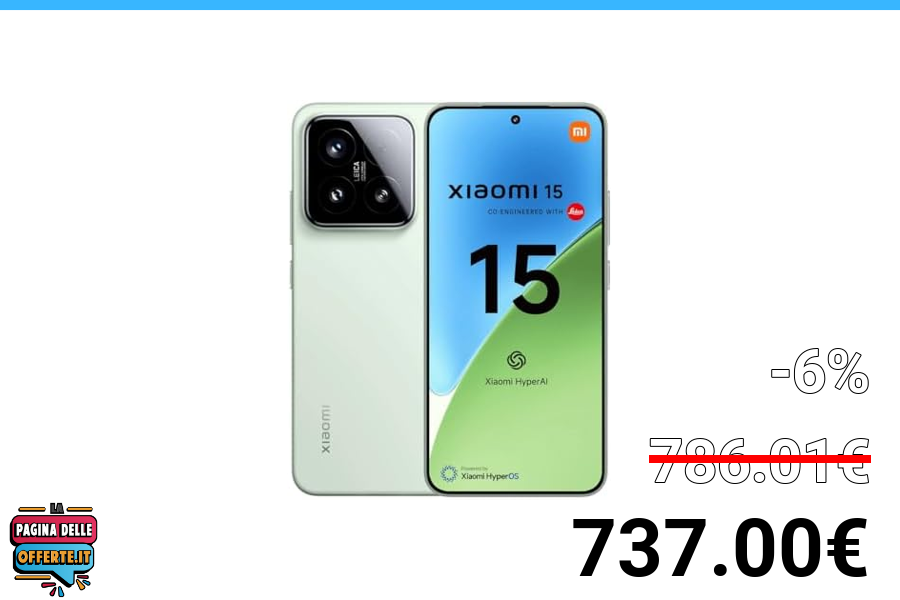 LEICA
xiaomi
mi
xiaomi 15
CO-ENGINEERED WITH Leica
15
Xiaomi HyperAI
Powered by
Xiaomi HyperOS
-6%
786.01€
737.00€
LA
PAGINA DELLE
OFFERTE.IT